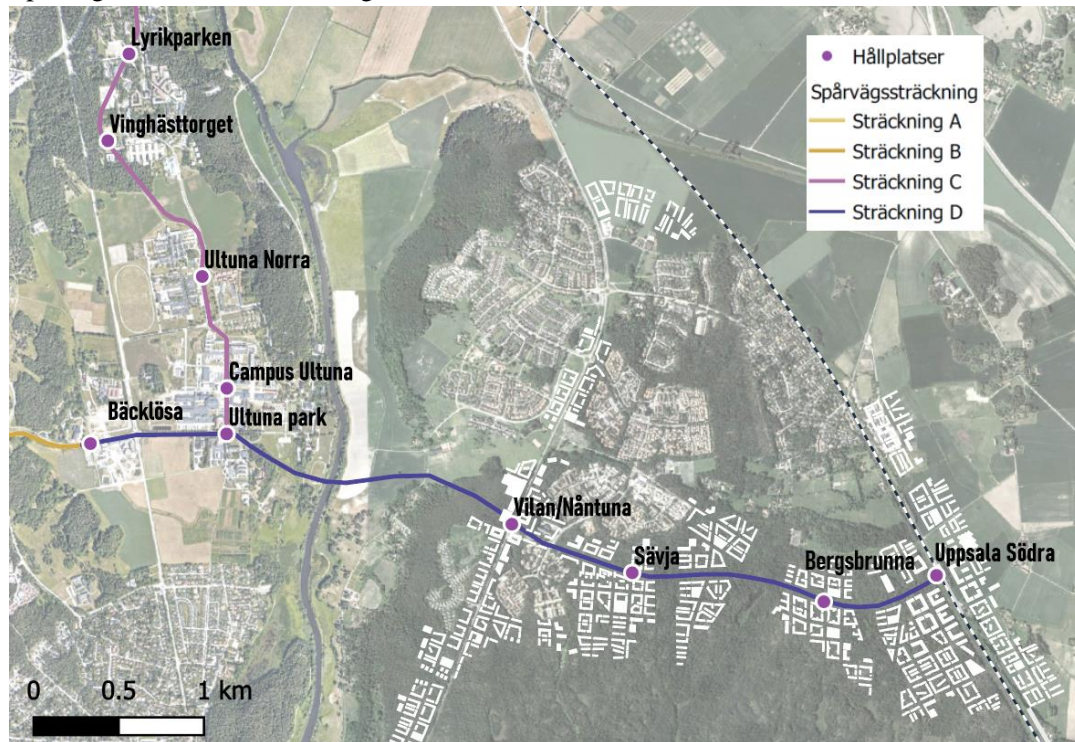 Lyrikparken
Vinghästtorget
Ultuna Norra
Campus Ultuna
Bäcklösa
Ultuna park
Vilan/Nåntuna
Sävja
Bergsbrunna
Uppsala Södra
Hållplatser
Spårvägssträckning
Sträckning A
Sträckning B
Sträckning C
Sträckning D
0 0.5 1 km